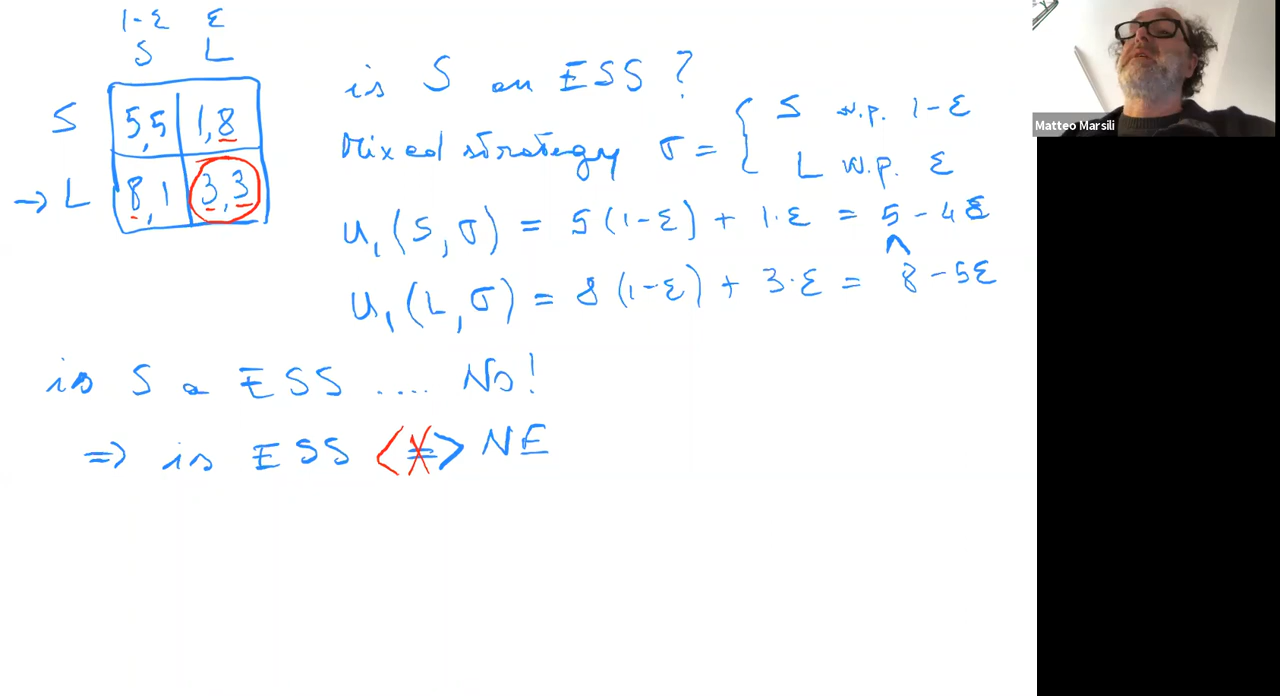 1-ε ε
S L
S 5,5 1,8
→ L 8,1 3,3
is S an ESS ?
Mixed strategy σ = { S w.p. 1-ε
L w.p. ε
u₁(S,σ) = 5(1-ε) + 1·ε = 5 - 4ε
∧
u₁(L,σ) = 8(1-ε) + 3·ε = 8 - 5ε
is S a ESS .... No!
⇒ is ESS <≠> NE
Matteo Marsili